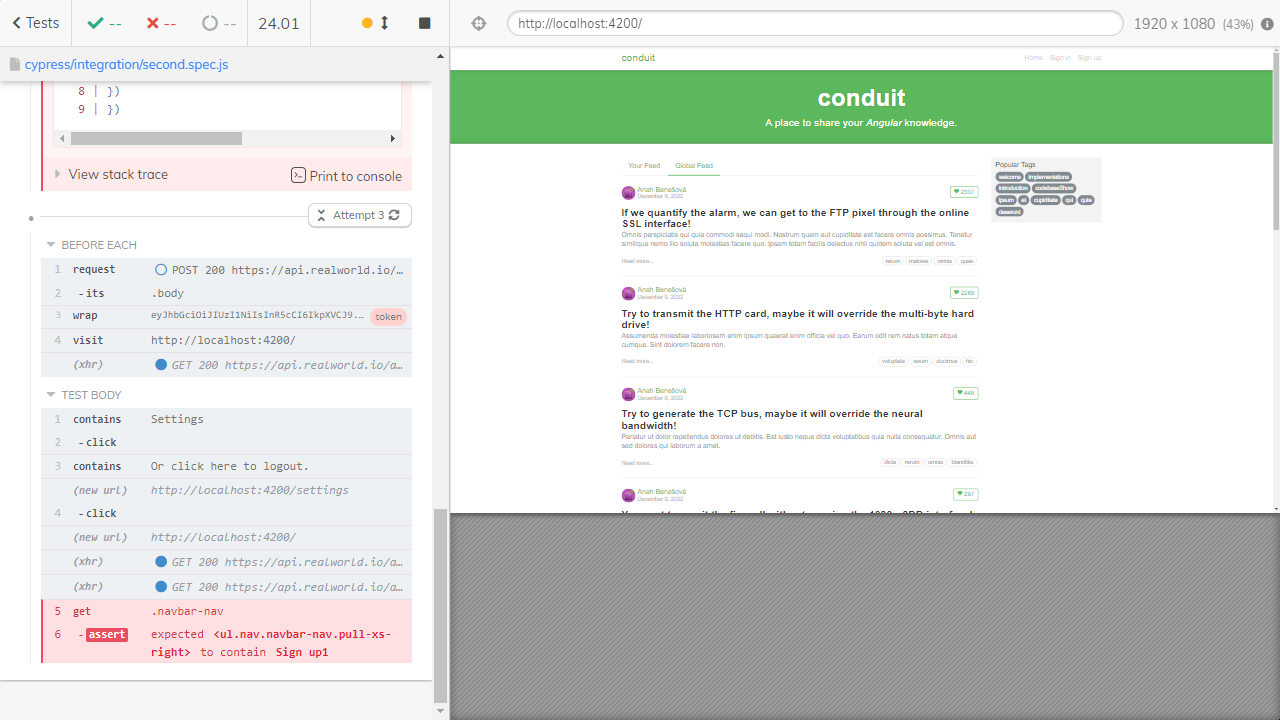 Tests
--
--
--
24.01
http://localhost:4200/
1920 x 1080 (43%)
cypress/integration/second.spec.js
8 | })
9 | })
View stack trace
Print to console
Attempt 3
BEFORE EACH
1 request POST 200 https://api.realworld.io/…
2 - its .body
3 wrap token
4 visit http://localhost:4200/
(xhr) GET 200 https://api.realworld.io/a…
TEST BODY
1 contains Settings
2 - click
3 contains Or click here to logout.
(new url) http://localhost:4200/settings
4 - click
(new url) http://localhost:4200/
(xhr) GET 200 https://api.realworld.io/a…
(xhr) GET 200 https://api.realworld.io/a…
5 get .navbar-nav
6 - assert expected <ul.nav.navbar-nav.pull-xs-
right> to contain Sign up1
conduit
Home Sign in Sign up
conduit
A place to share your Angular knowledge.
Your Feed Global Feed
Anah Benešová
December 9, 2022
2307
If we quantify the alarm, we can get to the FTP pixel through the online
SSL interface!
Omnis perspiciatis qui quia commodi sequi modi. Nostrum quam aut cupiditate est facere omnis possimus. Tenetur
similique nemo illo soluta molestias facere quo. Ipsam totam facilis delectus nihil quidem soluta vel est omnis.
Read more...
rerum maiores omnis quae
Anah Benešová
December 9, 2022
2269
Try to transmit the HTTP card, maybe it will override the multi-byte hard
drive!
Assumenda molestiae laboriosam enim ipsum quaerat enim officia vel quo. Earum odit rem natus totam atque
cumque. Sint dolorem facere non.
Read more...
voluptate rerum ducimus hic
Anah Benešová
December 9, 2022
448
Try to generate the TCP bus, maybe it will override the neural
bandwidth!
Pariatur ut dolor repellendus dolores ut debitis. Est iusto neque dicta voluptatibus quia nulla consequatur. Omnis aut
sed dolores qui laborum a amet.
Read more...
dicta rerum omnis blanditiis
Anah Benešová
December 9, 2022
297
Popular Tags
welcome implementations
introduction codebaseShow
ipsum et cupiditate qui quia
deserunt